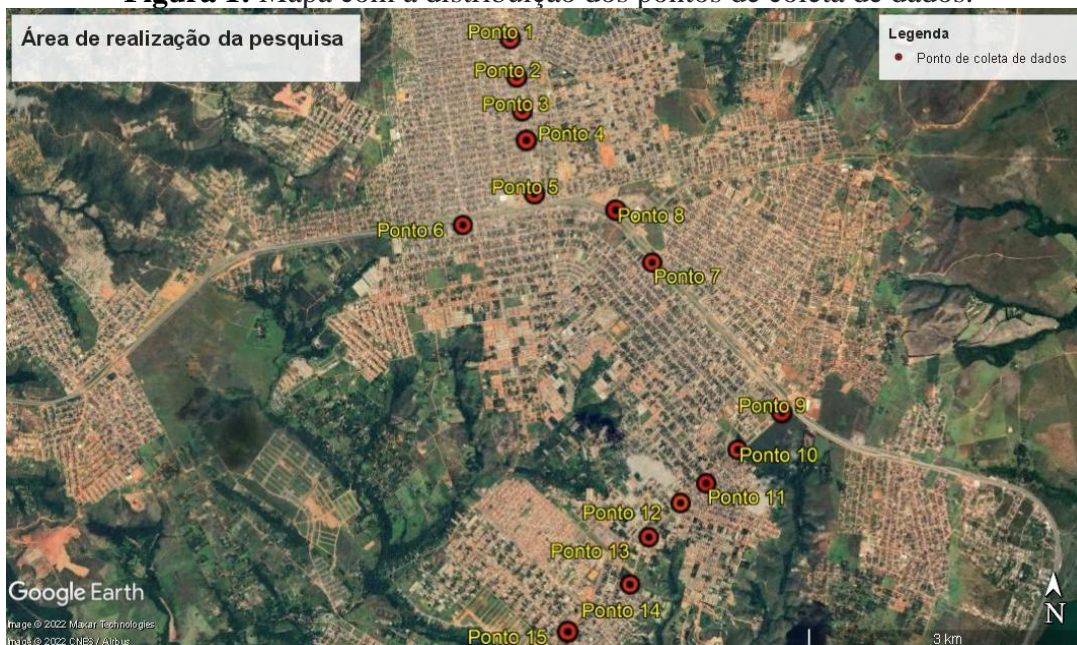 Figura 1: Mapa com a distribuição dos pontos de coleta de dados.
Área de realização da pesquisa
Legenda
Ponto de coleta de dados
Ponto 1
Ponto 2
Ponto 3
Ponto 4
Ponto 5
Ponto 6
Ponto 8
Ponto 7
Ponto 9
Ponto 10
Ponto 11
Ponto 12
Ponto 13
Ponto 14
Ponto 15
Google Earth
Image © 2022 Maxar Technologies
Image © 2022 CNES / Airbus
N
3 km